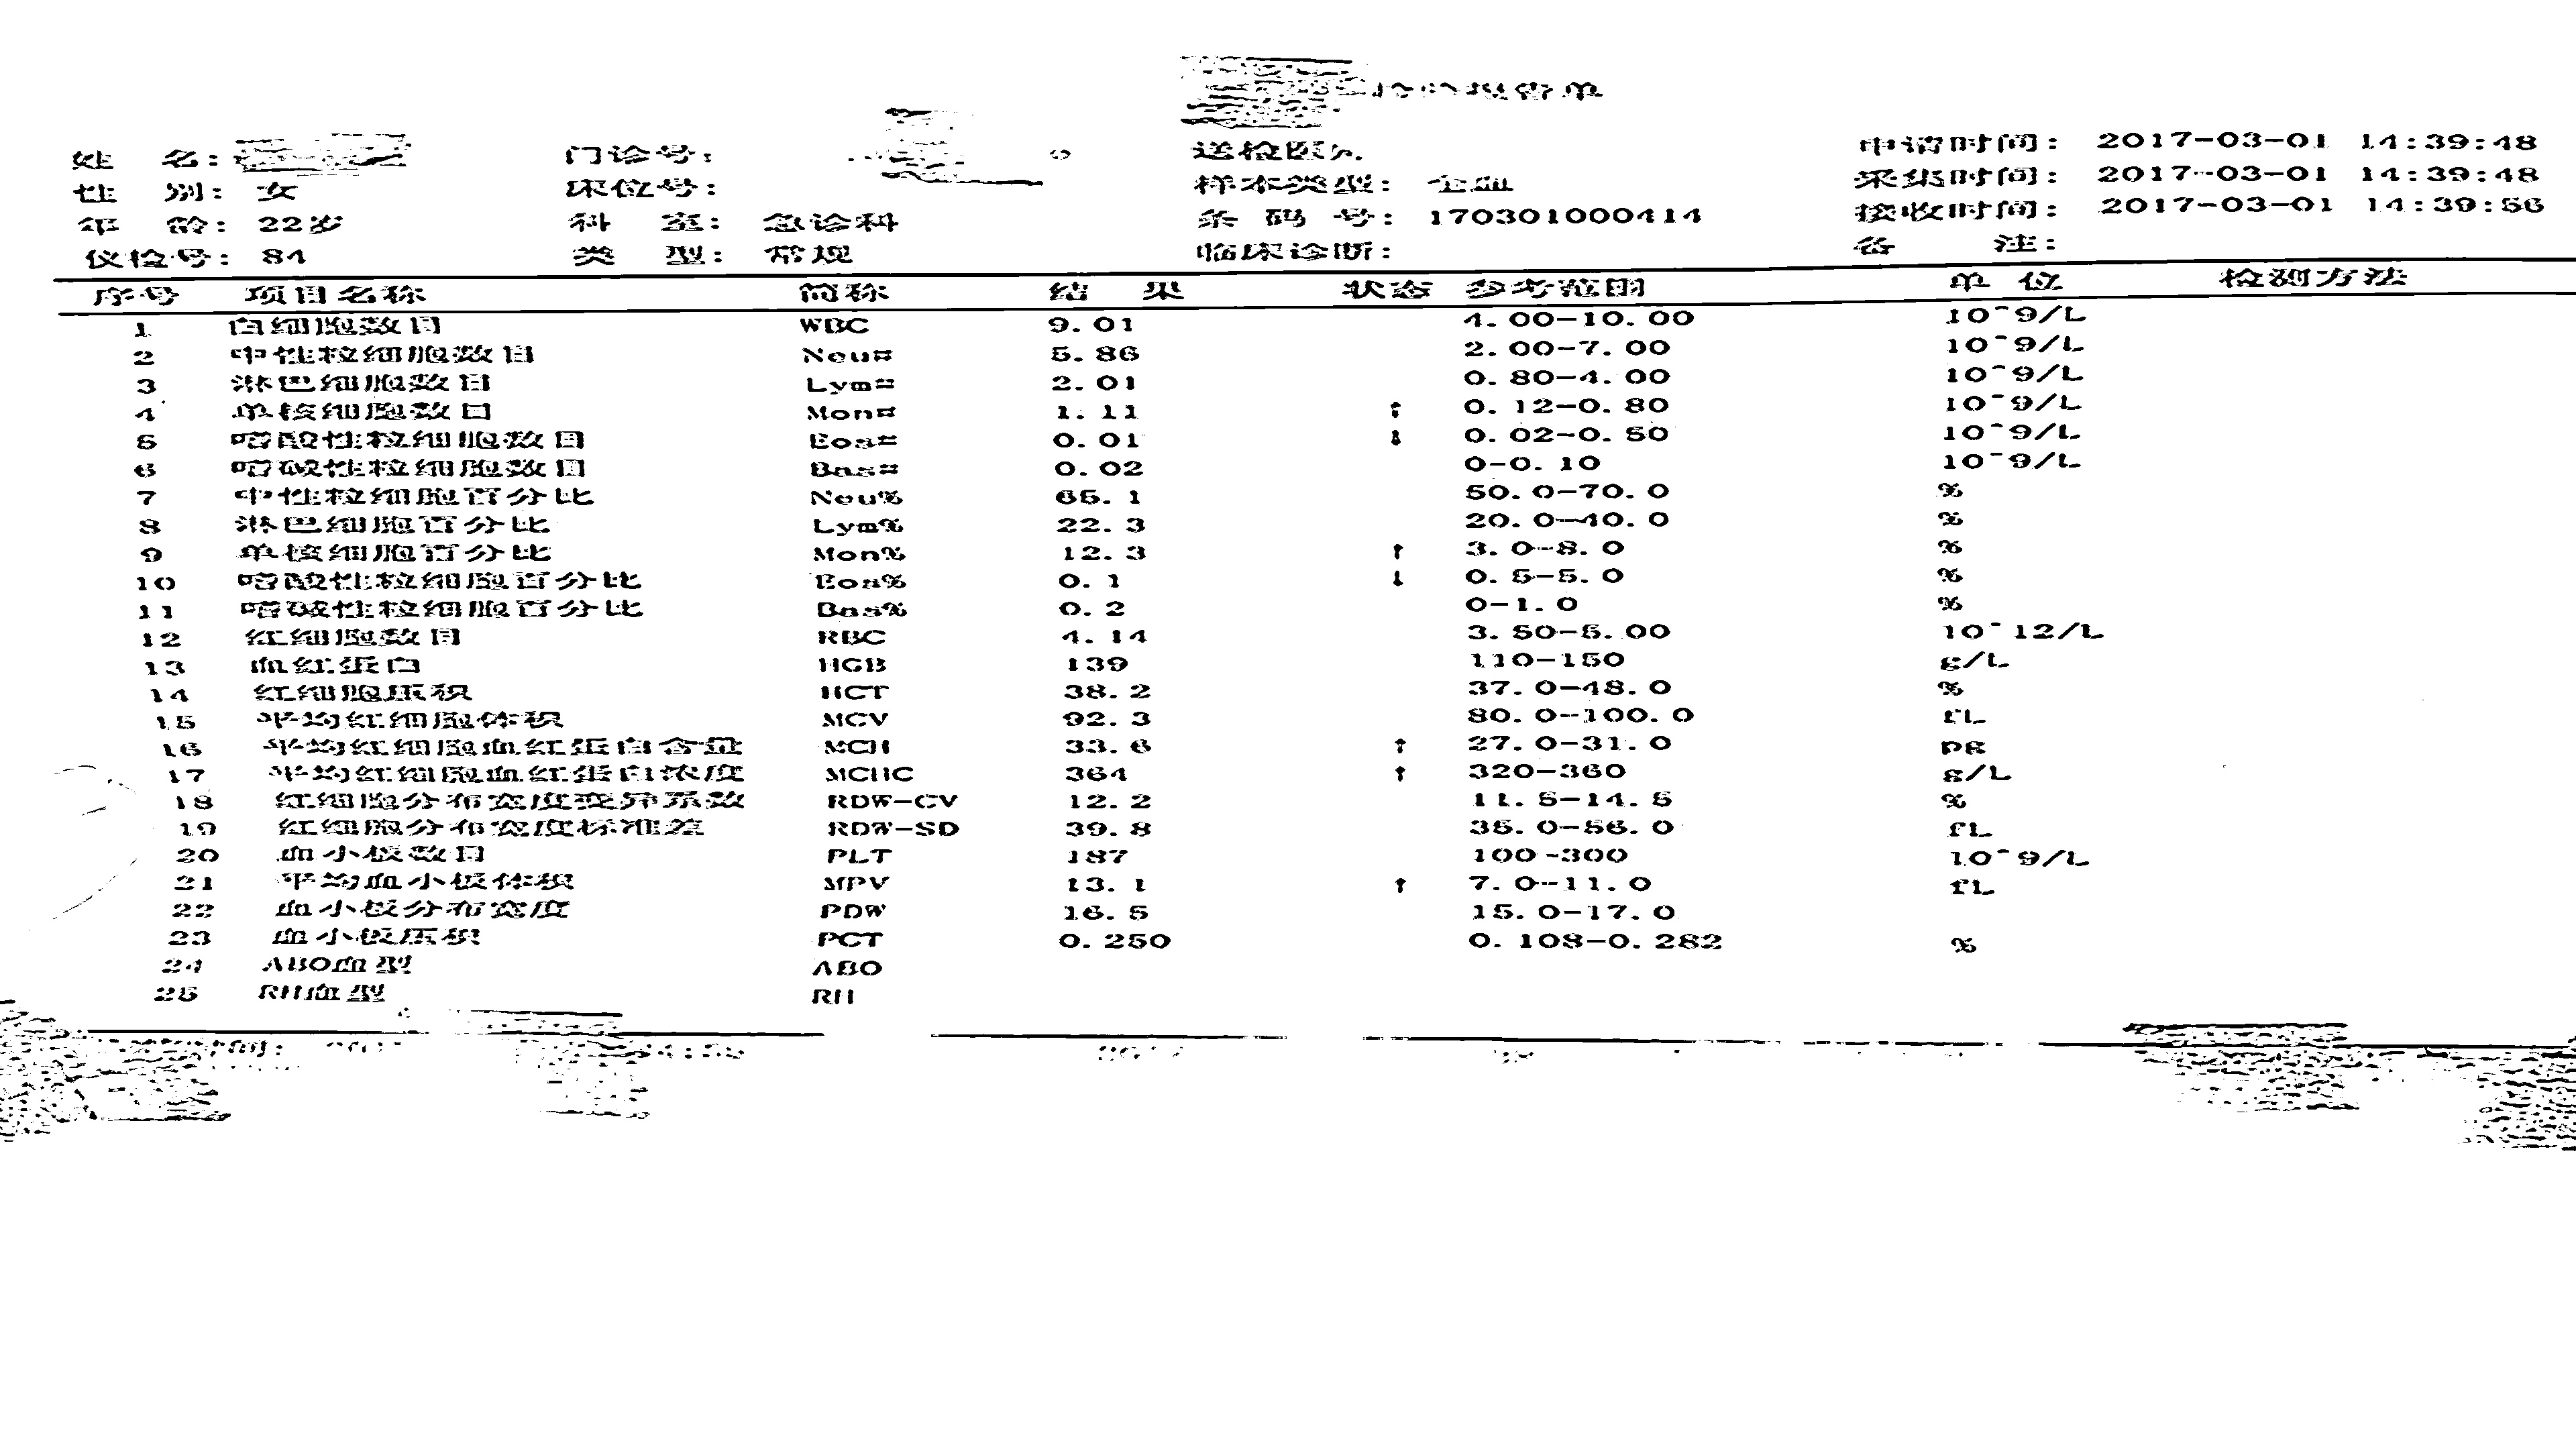 报告单
姓 名: 门诊号: 送检医 申请时间: 2017-03-01 14:39:48
性 别: 女 床位号: 样本类型: 全血 采集时间: 2017-03-01 14:39:48
年 龄: 22岁 科 室: 急诊科 条 码 号: 170301000414 接收时间: 2017-03-01 14:39:56
仪检号: 84 类 型: 常规 临床诊断: 备 注:
序号 项目名称 简称 结 果 状态 参考范围 单 位 检测方法
1 白细胞数目 WBC 9.01 4.00-10.00 10^9/L
2 中性粒细胞数目 Neu# 5.86 2.00-7.00 10^9/L
3 淋巴细胞数目 Lym# 2.01 0.80-4.00 10^9/L
4 单核细胞数目 Mon# 1.11 ↑ 0.12-0.80 10^9/L
5 嗜酸性粒细胞数目 Eos# 0.01 ↓ 0.02-0.50 10^9/L
6 嗜碱性粒细胞数目 Bas# 0.02 0-0.10 10^9/L
7 中性粒细胞百分比 Neu% 65.1 50.0-70.0 %
8 淋巴细胞百分比 Lym% 22.3 20.0-40.0 %
9 单核细胞百分比 Mon% 12.3 ↑ 3.0-8.0 %
10 嗜酸性粒细胞百分比 Eos% 0.1 ↓ 0.5-5.0 %
11 嗜碱性粒细胞百分比 Bas% 0.2 0-1.0 %
12 红细胞数目 RBC 4.14 3.50-5.00 10^12/L
13 血红蛋白 HGB 139 110-150 g/L
14 红细胞压积 HCT 38.2 37.0-48.0 %
15 平均红细胞体积 MCV 92.3 80.0-100.0 fL
16 平均红细胞血红蛋白含量 MCH 33.6 ↑ 27.0-31.0 pg
17 平均红细胞血红蛋白浓度 MCHC 364 ↑ 320-360 g/L
18 红细胞分布宽度变异系数 RDW-CV 12.2 11.5-14.5 %
19 红细胞分布宽度标准差 RDW-SD 39.8 35.0-56.0 fL
20 血小板数目 PLT 187 100-300 10^9/L
21 平均血小板体积 MPV 13.1 ↑ 7.0-11.0 fL
22 血小板分布宽度 PDW 16.5 15.0-17.0
23 血小板压积 PCT 0.250 0.108-0.282 %
24 ABO血型 ABO
25 RH血型 RH